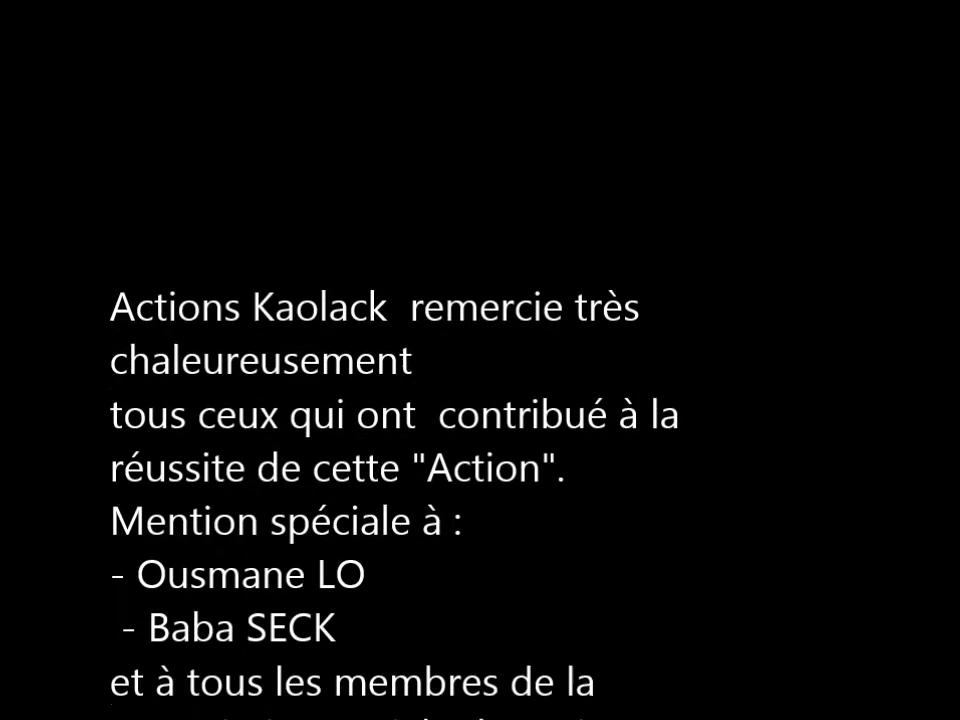 Actions Kaolack  remercie très
chaleureusement
tous ceux qui ont  contribué à la
réussite de cette "Action".
Mention spéciale à :
- Ousmane LO
 - Baba SECK
et à tous les membres de la